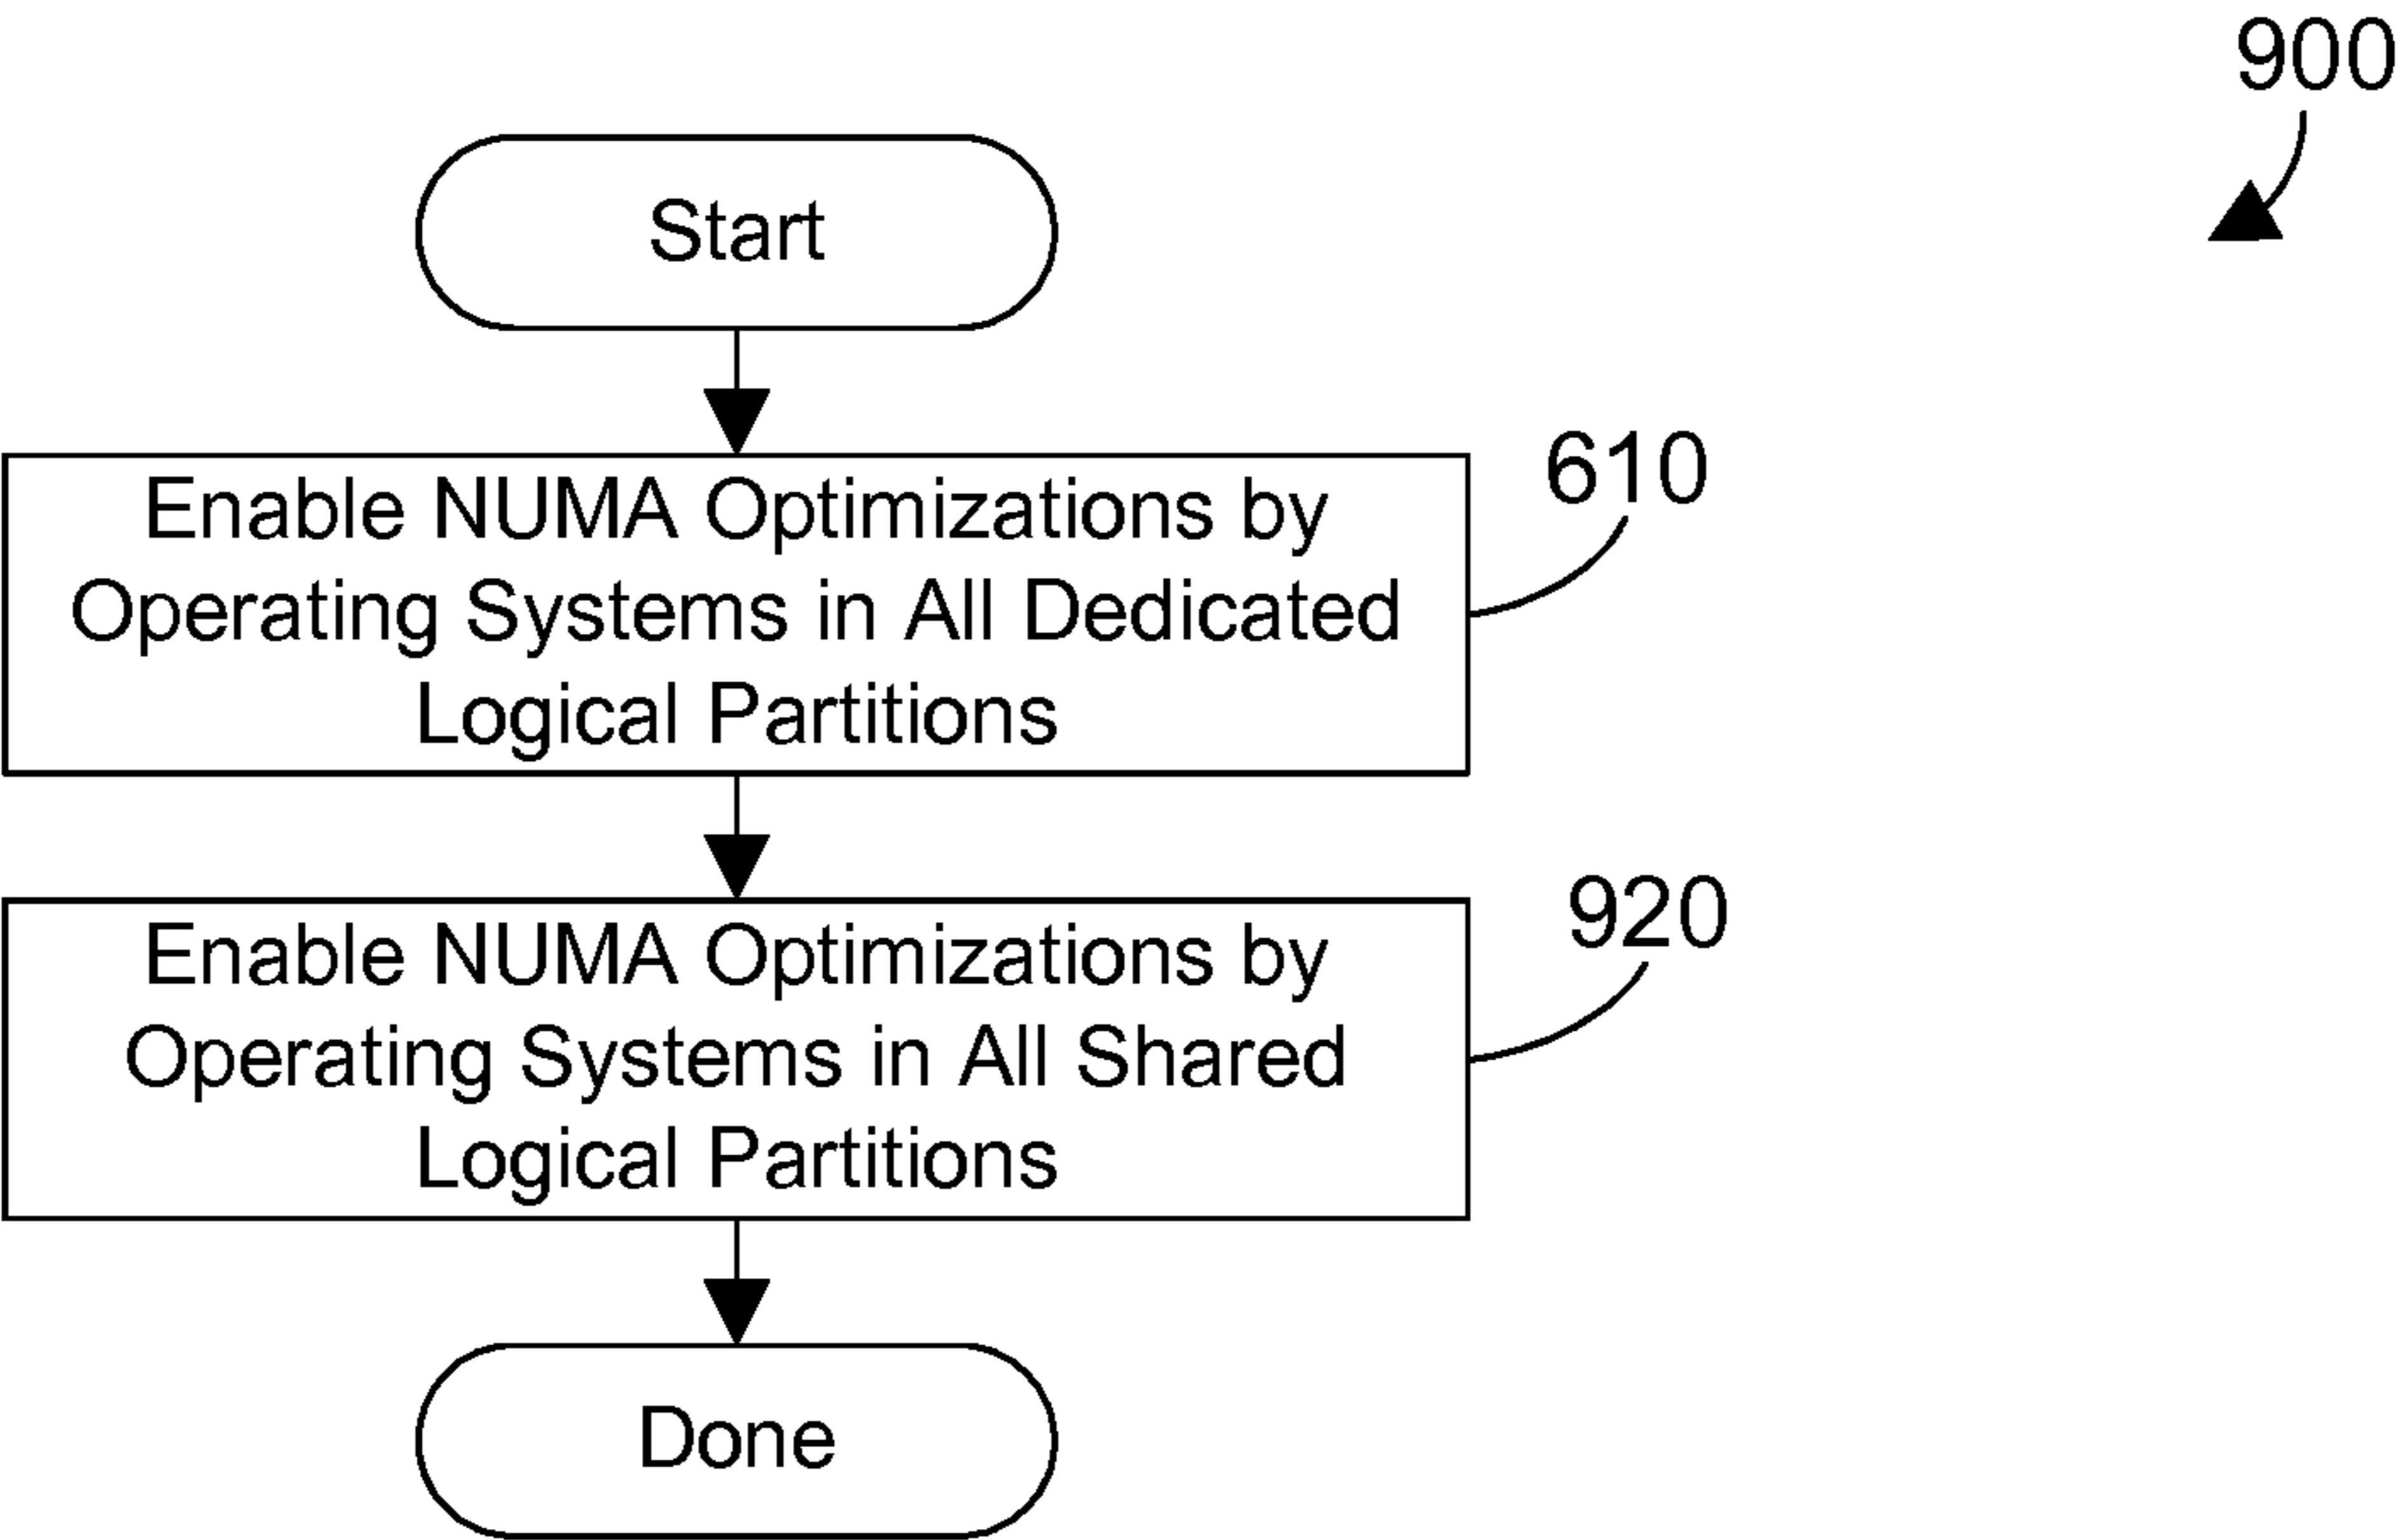 900
Start
Enable NUMA Optimizations by
Operating Systems in All Dedicated
Logical Partitions
610
Enable NUMA Optimizations by
Operating Systems in All Shared
Logical Partitions
920
Done